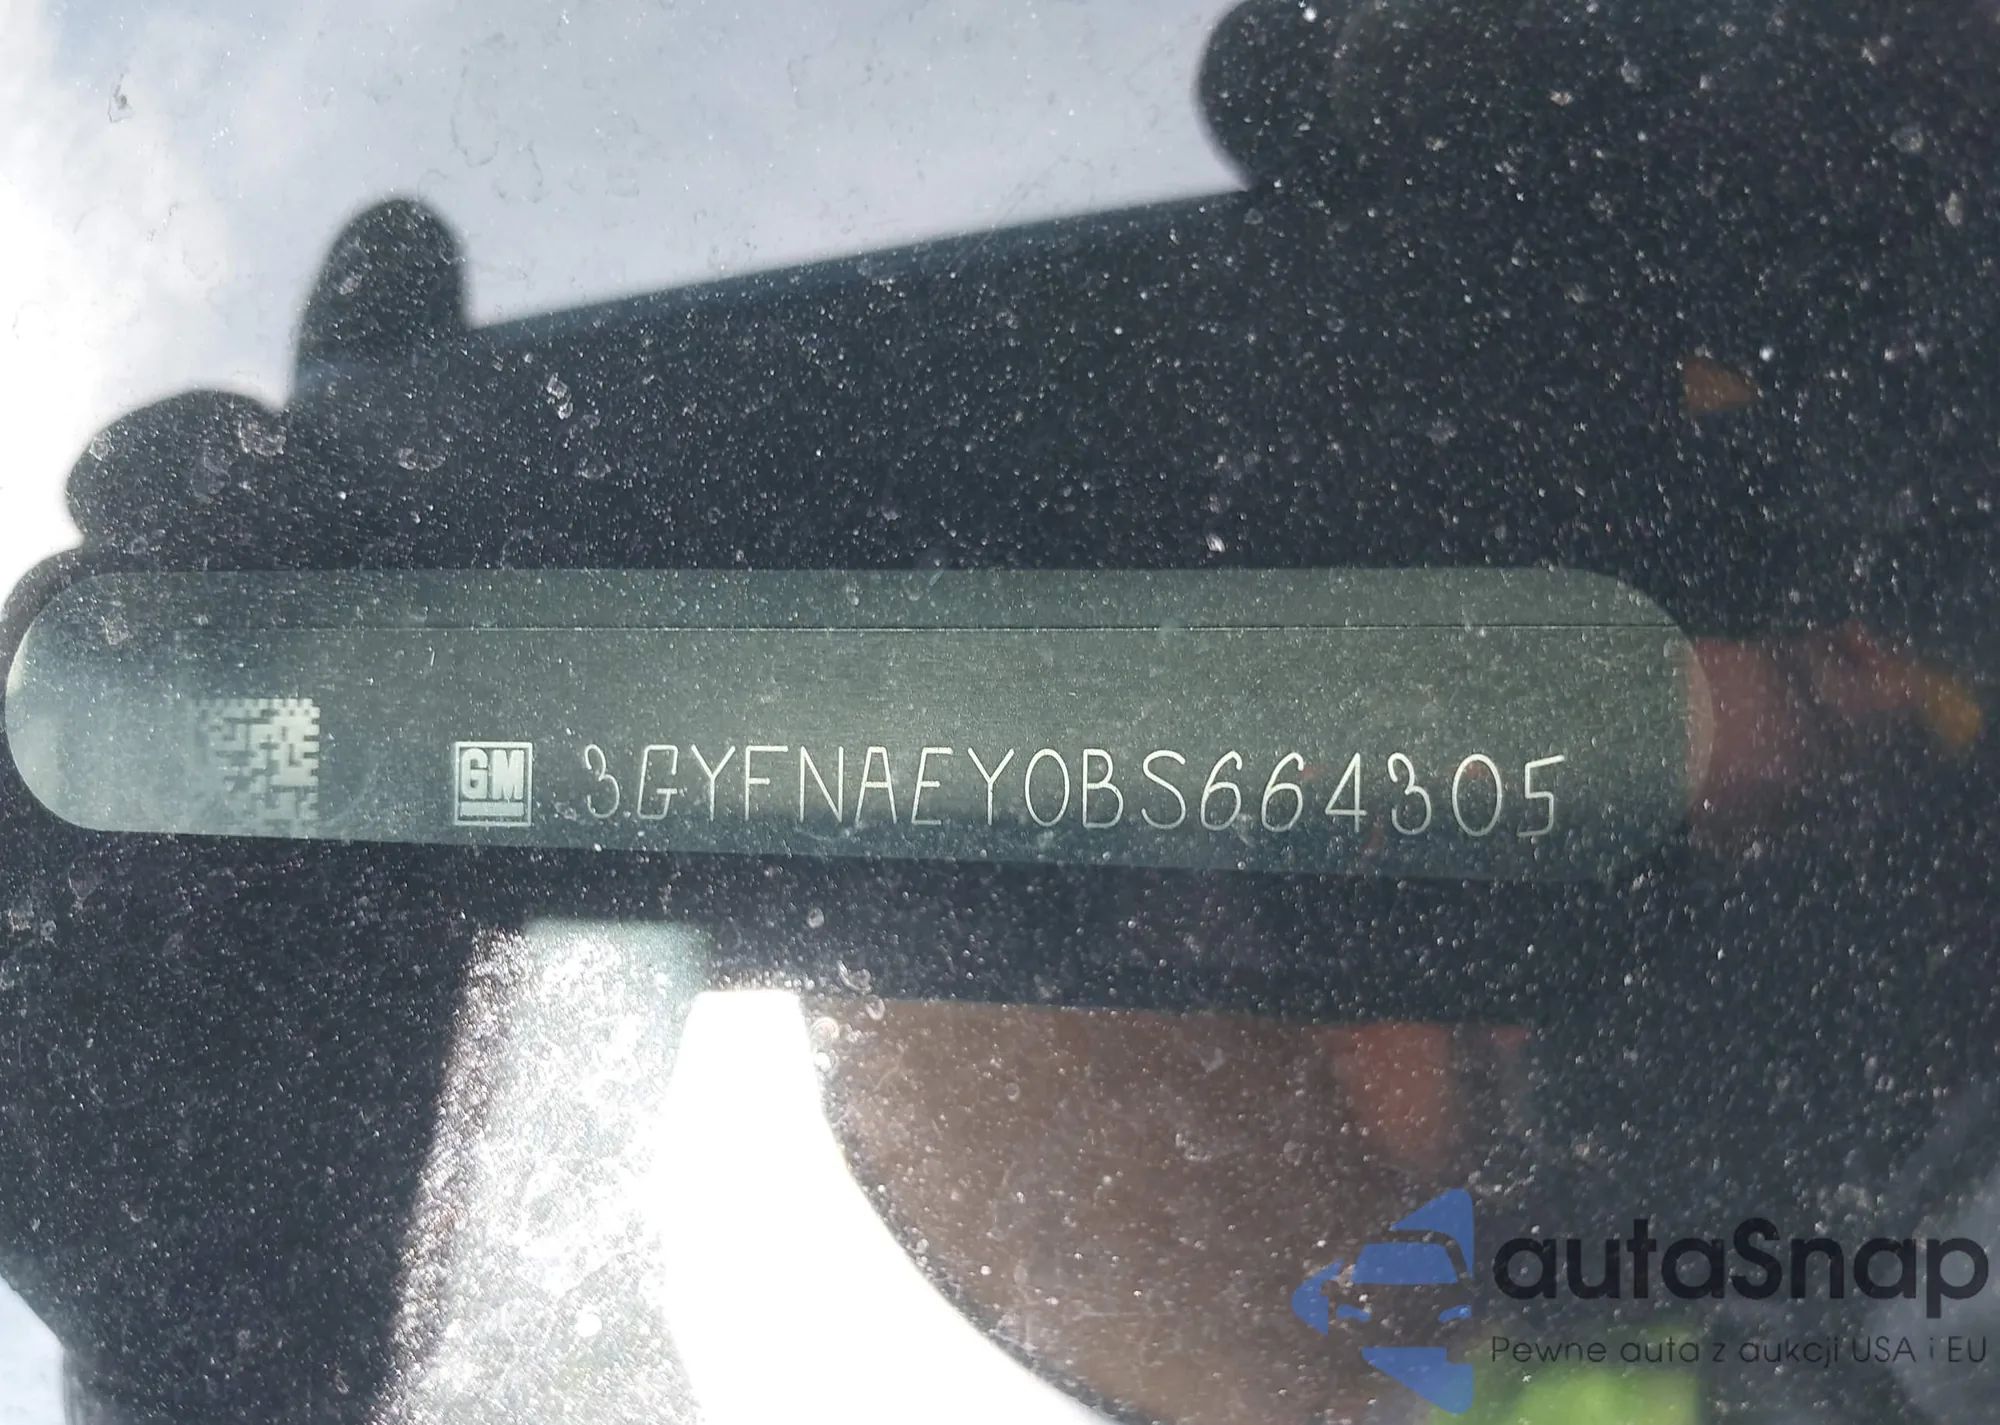 GM 3GYFNAEY0BS664305
autaSnap
Pewne auta z aukcji USA i EU